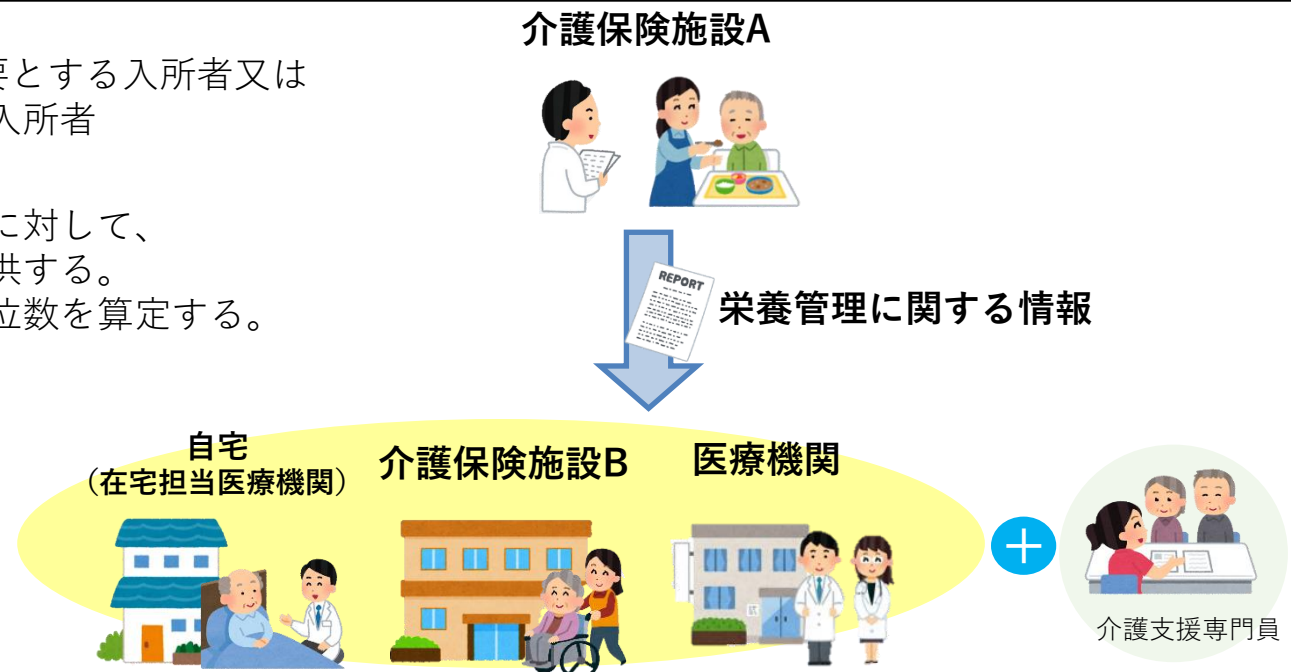 介護保険施設A
要とする入所者又は
入所者
に対して、
供する。
位数を算定する。
REPORT
栄養管理に関する情報
自宅
（在宅担当医療機関）
介護保険施設B
医療機関
＋
介護支援専門員